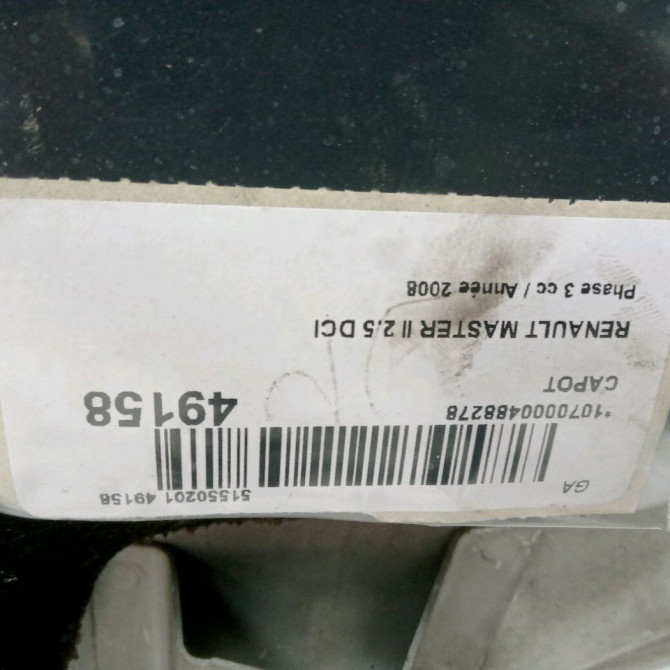 GA
51550201 49158
*1070000488278
49158
CAPOT
RENAULT MASTER II 2.5 DCI
Phase 3 cc / Année 2008